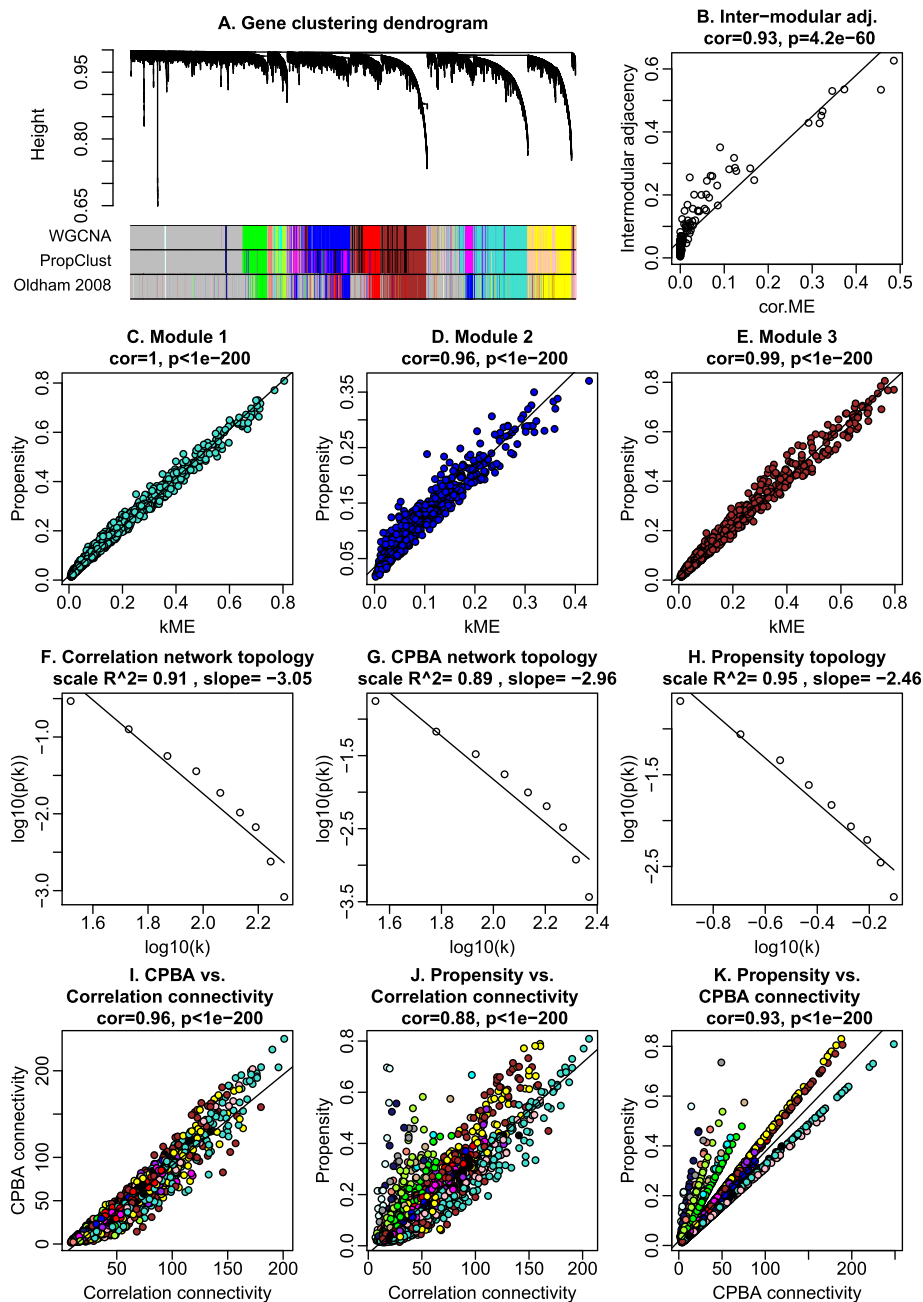 A. Gene clustering dendrogram
Height
0.65 0.80 0.95
WGCNA
PropClust
Oldham 2008
B. Inter−modular adj.
cor=0.93, p=4.2e−60
Intermodular adjacency
0.0 0.2 0.4 0.6
0.0 0.1 0.2 0.3 0.4 0.5
cor.ME
C. Module 1
cor=1, p<1e−200
Propensity
0.0 0.2 0.4 0.6 0.8
0.0 0.2 0.4 0.6 0.8
kME
D. Module 2
cor=0.96, p<1e−200
Propensity
0.05 0.15 0.25 0.35
0.0 0.1 0.2 0.3 0.4
kME
E. Module 3
cor=0.99, p<1e−200
Propensity
0.0 0.2 0.4 0.6 0.8
0.0 0.2 0.4 0.6 0.8
kME
F. Correlation network topology
scale R^2= 0.91 , slope= −3.05
log10(p(k))
−3.0 −2.0 −1.0
1.6 1.8 2.0 2.2
log10(k)
G. CPBA network topology
scale R^2= 0.89 , slope= −2.96
log10(p(k))
−3.5 −2.5 −1.5
1.6 1.8 2.0 2.2 2.4
log10(k)
H. Propensity topology
scale R^2= 0.95 , slope= −2.46
log10(p(k))
−2.5 −1.5
−0.8 −0.6 −0.4 −0.2
log10(k)
I. CPBA vs.
Correlation connectivity
cor=0.96, p<1e−200
CPBA connectivity
0 50 100 200
50 100 150 200
Correlation connectivity
J. Propensity vs.
Correlation connectivity
cor=0.88, p<1e−200
Propensity
0.0 0.2 0.4 0.6 0.8
0 50 100 150 200
Correlation connectivity
K. Propensity vs.
CPBA connectivity
cor=0.93, p<1e−200
Propensity
0.0 0.2 0.4 0.6 0.8
0 50 100 200
CPBA connectivity